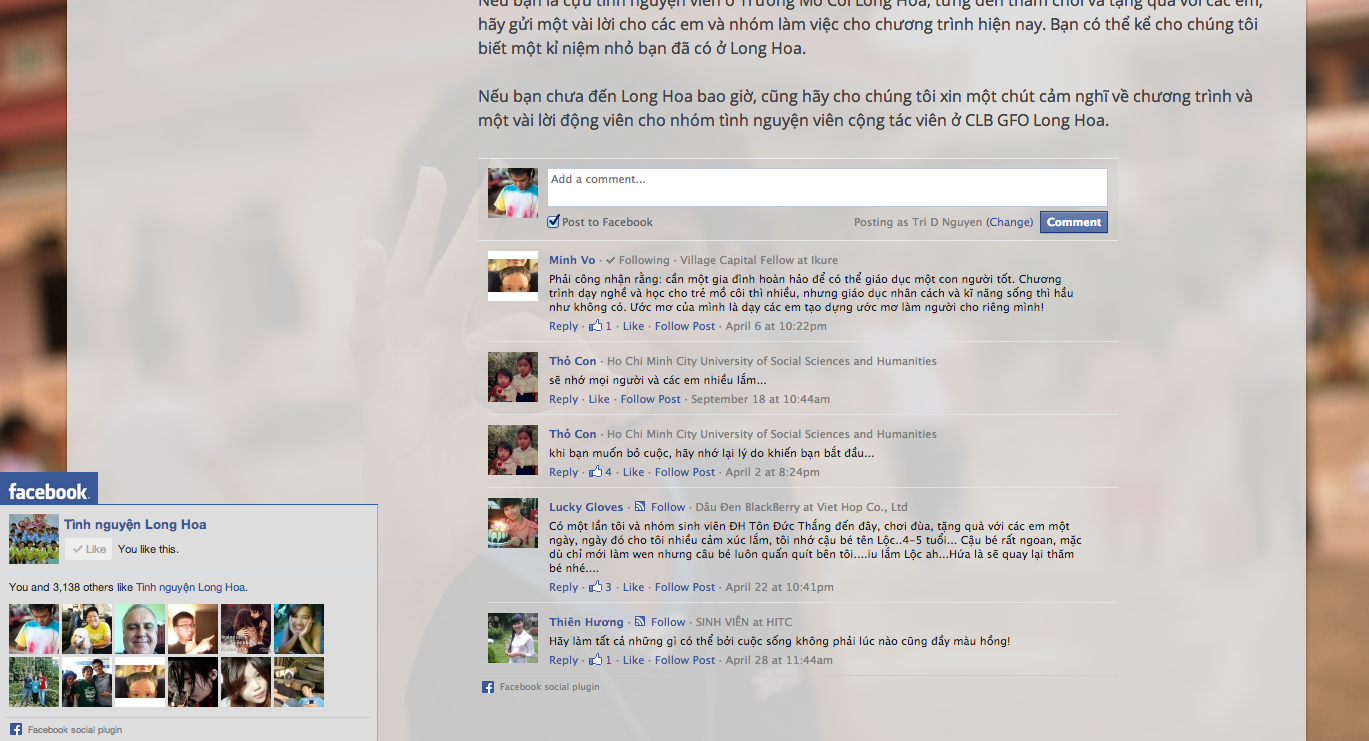 Nếu bạn là cựu tình nguyện viên ở Trường Mồ Côi Long Hoa, từng đến thăm chơi và tặng quà với các em,
hãy gửi một vài lời cho các em và nhóm làm việc cho chương trình hiện nay. Bạn có thể kể cho chúng tôi
biết một kỉ niệm nhỏ bạn đã có ở Long Hoa.
Nếu bạn chưa đến Long Hoa bao giờ, cũng hãy cho chúng tôi xin một chút cảm nghĩ về chương trình và
một vài lời động viên cho nhóm tình nguyện viên cộng tác viên ở CLB GFO Long Hoa.
Add a comment...
Post to Facebook
Posting as Tri D Nguyen (Change) Comment
Minh Vo · Following · Village Capital Fellow at Ikure
Phải công nhận rằng: cần một gia đình hoàn hảo để có thể giáo dục một con người tốt. Chương
trình dạy nghề và học cho trẻ mồ côi thì nhiều, nhưng giáo dục nhân cách và kĩ năng sống thì hầu
như không có. Ước mơ của mình là dạy các em tạo dựng ước mơ làm người cho riêng mình!
Reply · 1 · Like · Follow Post · April 6 at 10:22pm
Thỏ Con · Ho Chi Minh City University of Social Sciences and Humanities
sẽ nhớ mọi người và các em nhiều lắm...
Reply · Like · Follow Post · September 18 at 10:44am
Thỏ Con · Ho Chi Minh City University of Social Sciences and Humanities
khi bạn muốn bỏ cuộc, hãy nhớ lại lý do khiến bạn bắt đầu...
Reply · 4 · Like · Follow Post · April 2 at 8:24pm
Lucky Gloves · Follow · Dâu Đen BlackBerry at Viet Hop Co., Ltd
Có một lần tôi và nhóm sinh viên ĐH Tôn Đức Thắng đến đây, chơi đùa, tặng quà với các em một
ngày, ngày đó cho tôi nhiều cảm xúc lắm, tôi nhớ cậu bé tên Lộc..4-5 tuổi... Cậu bé rất ngoan, mặc
dù chỉ mới làm wen nhưng câu bé luôn quấn quít bên tôi....iu lắm Lộc ah...Hứa là sẽ quay lại thăm
bé nhé....
Reply · 3 · Like · Follow Post · April 22 at 10:41pm
Thiên Hương · Follow · SINH VIÊN at HITC
Hãy làm tất cả những gì có thể bởi cuộc sống không phải lúc nào cũng đầy màu hồng!
Reply · 1 · Like · Follow Post · April 28 at 11:44am
Facebook social plugin
facebook
Tình nguyện Long Hoa
Like You like this.
You and 3,138 others like Tình nguyện Long Hoa.
Facebook social plugin